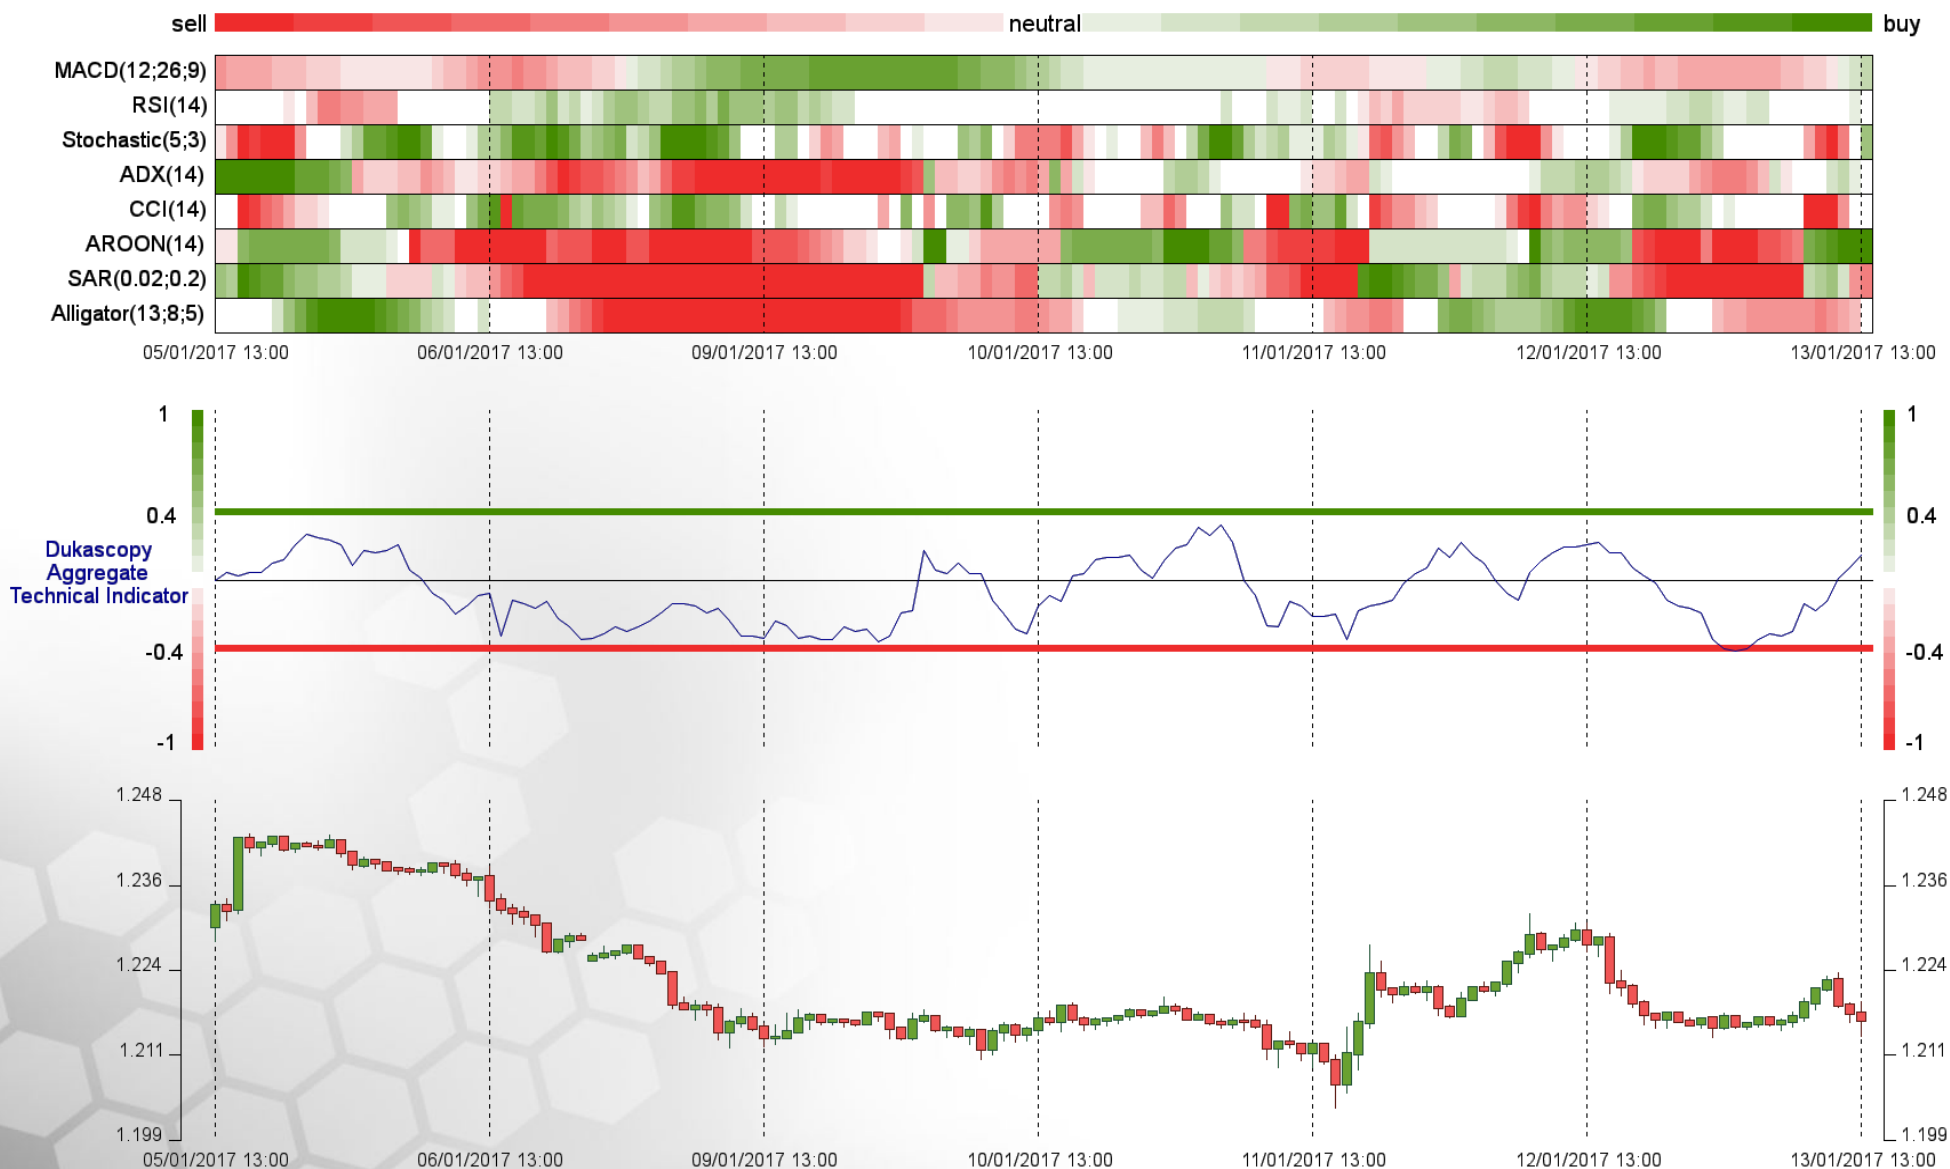 sell neutral buy
MACD(12;26;9)
RSI(14)
Stochastic(5;3)
ADX(14)
CCI(14)
AROON(14)
SAR(0.02;0.2)
Alligator(13;8;5)
05/01/2017 13:00 06/01/2017 13:00 09/01/2017 13:00 10/01/2017 13:00 11/01/2017 13:00 12/01/2017 13:00 13/01/2017 13:00
1 1
0.4 0.4
Dukascopy
Aggregate
Technical Indicator
-0.4 -0.4
-1 -1
1.248 1.248
1.236 1.236
1.224 1.224
1.211 1.211
1.199 1.199
05/01/2017 13:00 06/01/2017 13:00 09/01/2017 13:00 10/01/2017 13:00 11/01/2017 13:00 12/01/2017 13:00 13/01/2017 13:00